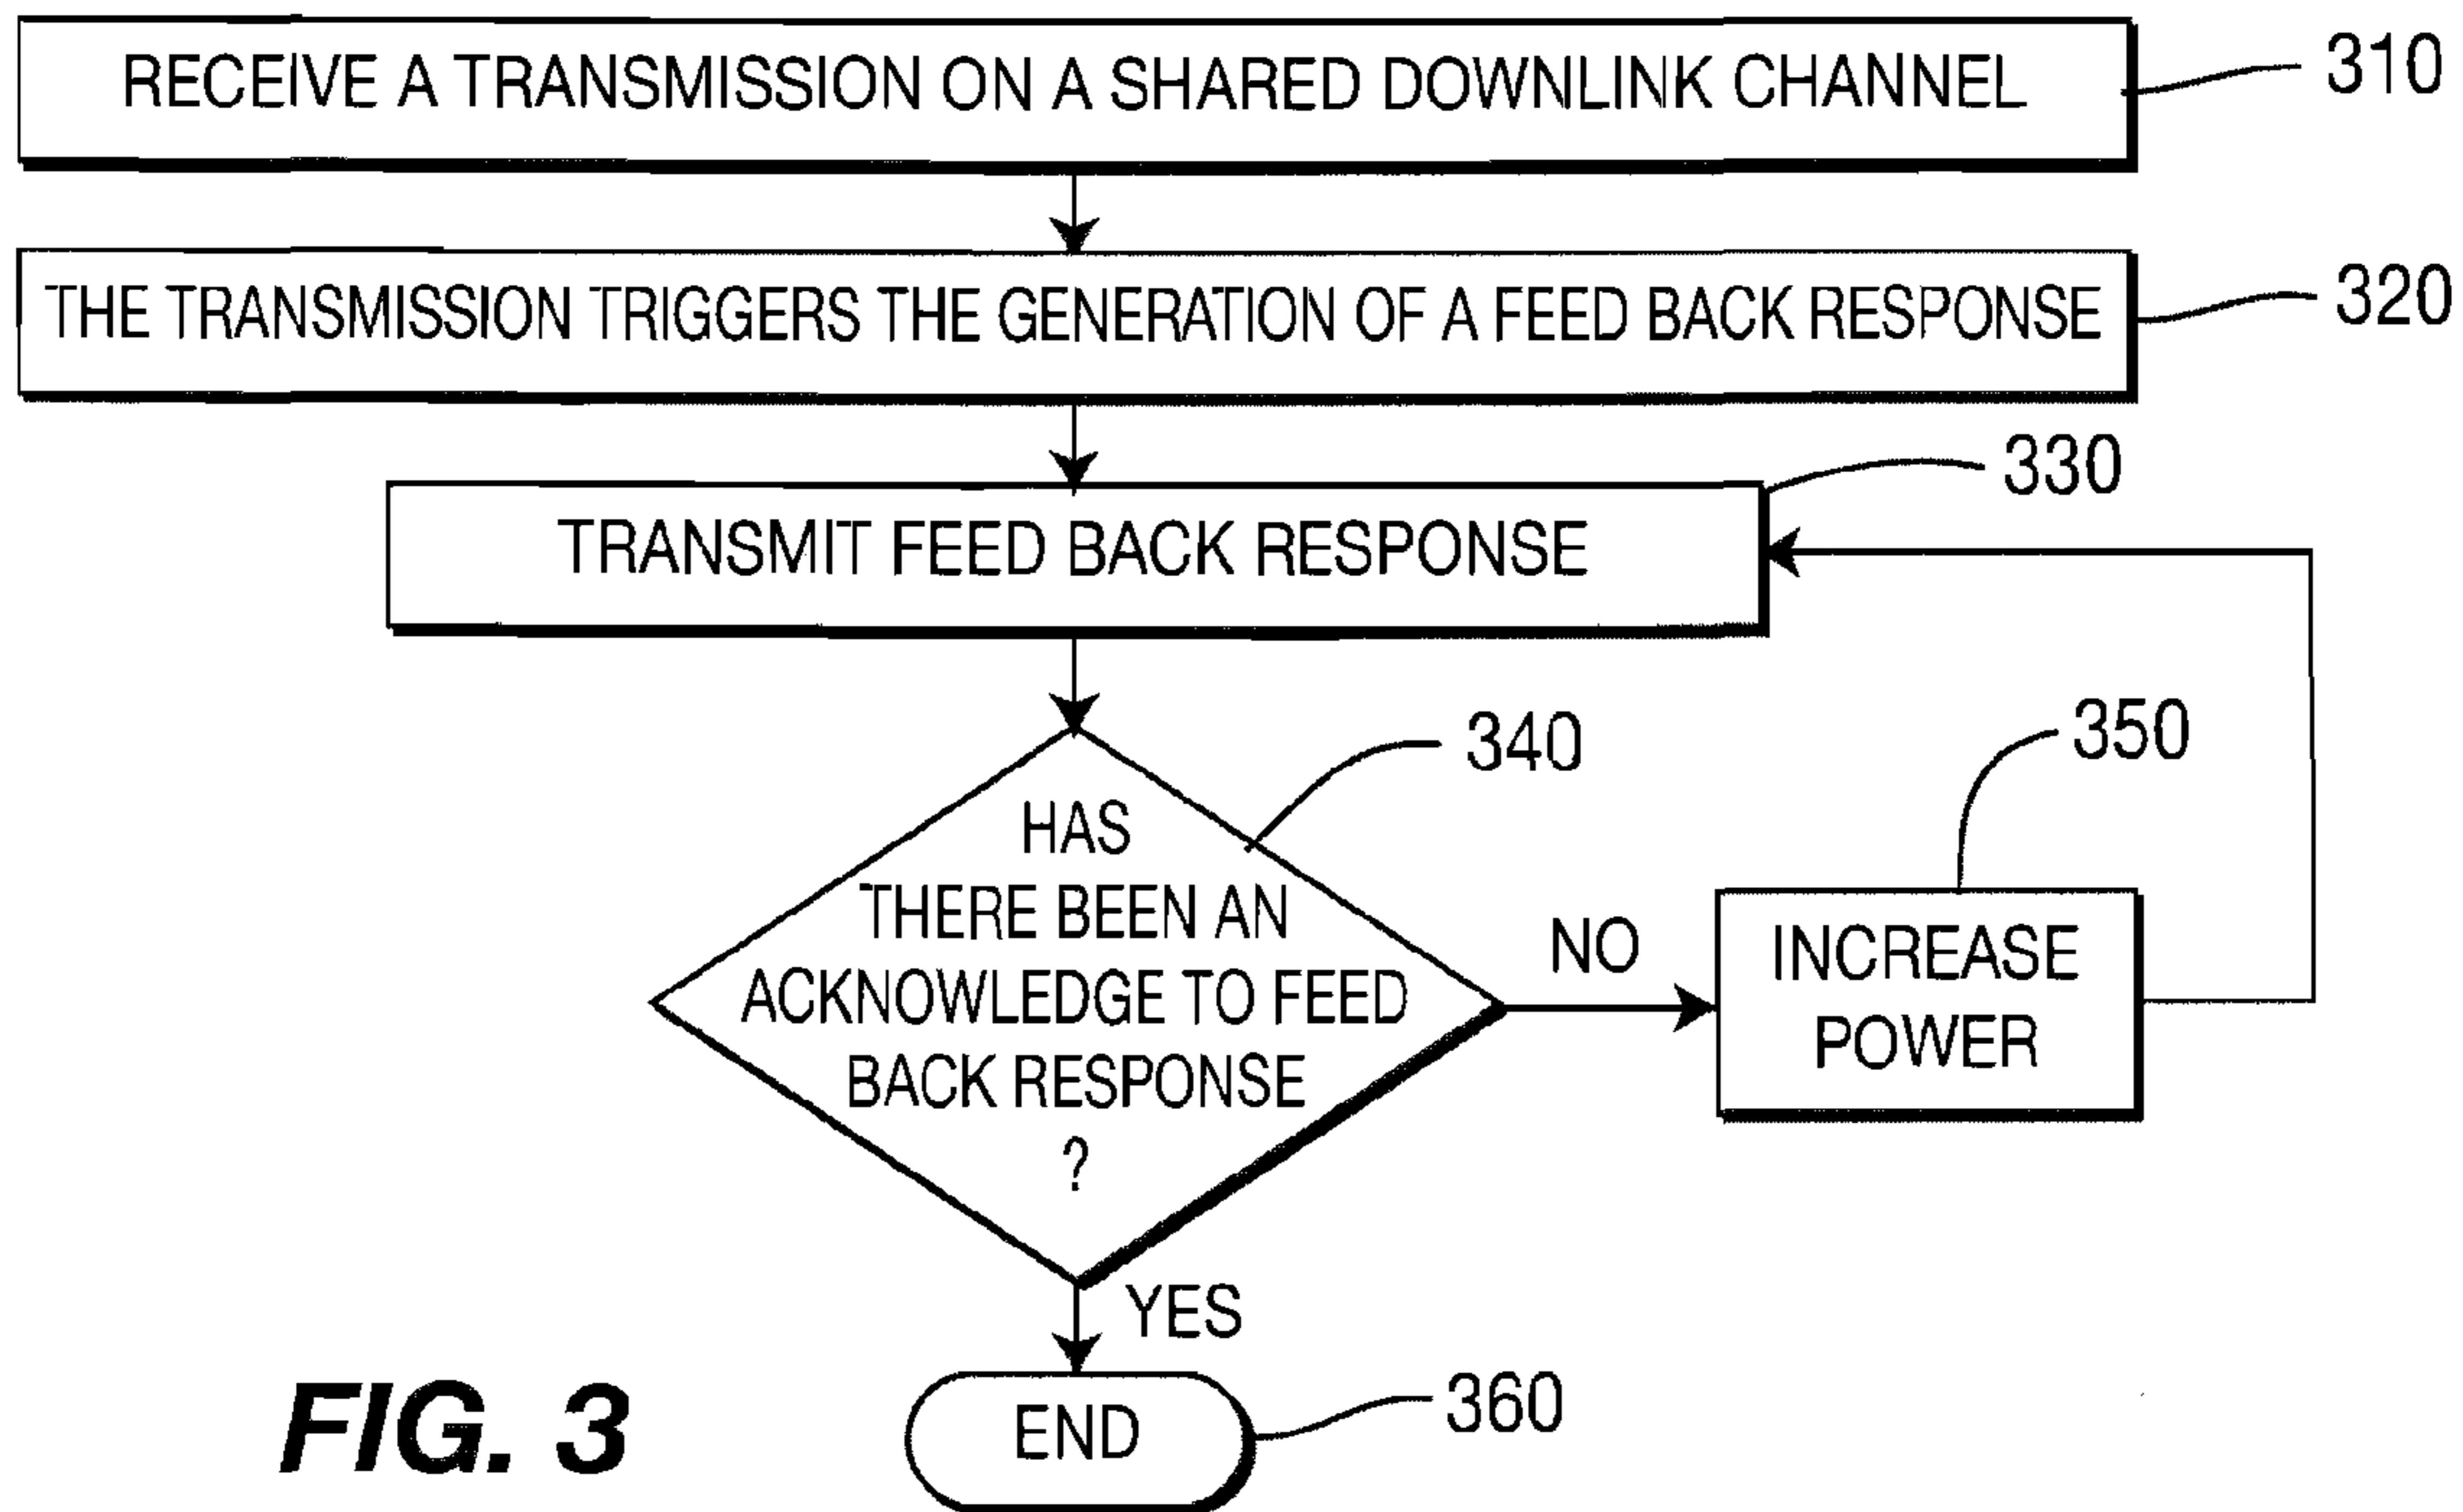 RECEIVE A TRANSMISSION ON A SHARED DOWNLINK CHANNEL
310
THE TRANSMISSION TRIGGERS THE GENERATION OF A FEED BACK RESPONSE
320
330
TRANSMIT FEED BACK RESPONSE
340
350
HAS
THERE BEEN AN
ACKNOWLEDGE TO FEED
BACK RESPONSE
?
NO
INCREASE
POWER
YES
END
360
FIG. 3